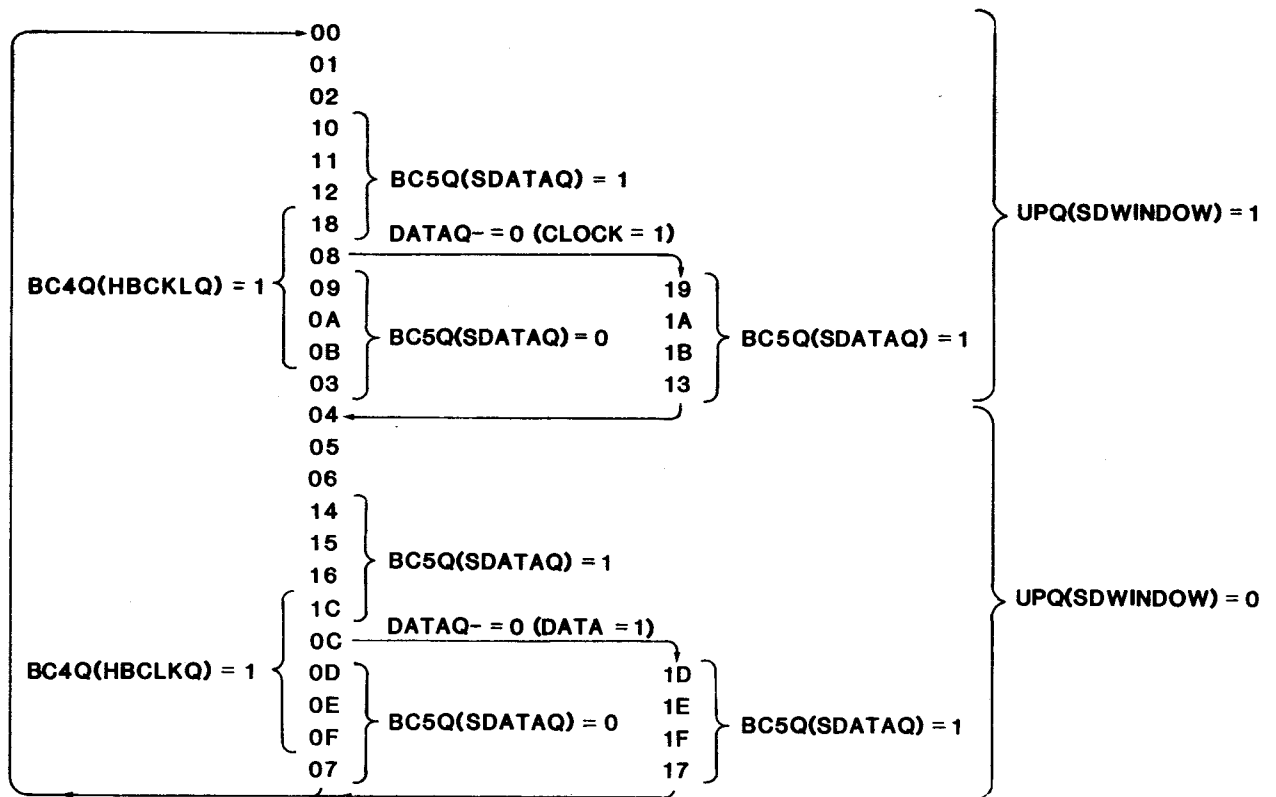 00
01
02
10
11
BC5Q(SDATAQ) = 1
12
18
UPQ(SDWINDOW) = 1
DATAQ- = 0 (CLOCK = 1)
08
BC4Q(HBCKLQ) = 1
09
19
0A
1A
BC5Q(SDATAQ) = 0
BC5Q(SDATAQ) = 1
0B
1B
03
13
04
05
06
14
15
BC5Q(SDATAQ) = 1
16
1C
UPQ(SDWINDOW) = 0
DATAQ- = 0 (DATA = 1)
0C
BC4Q(HBCLKQ) = 1
0D
1D
0E
1E
BC5Q(SDATAQ) = 0
BC5Q(SDATAQ) = 1
0F
1F
07
17